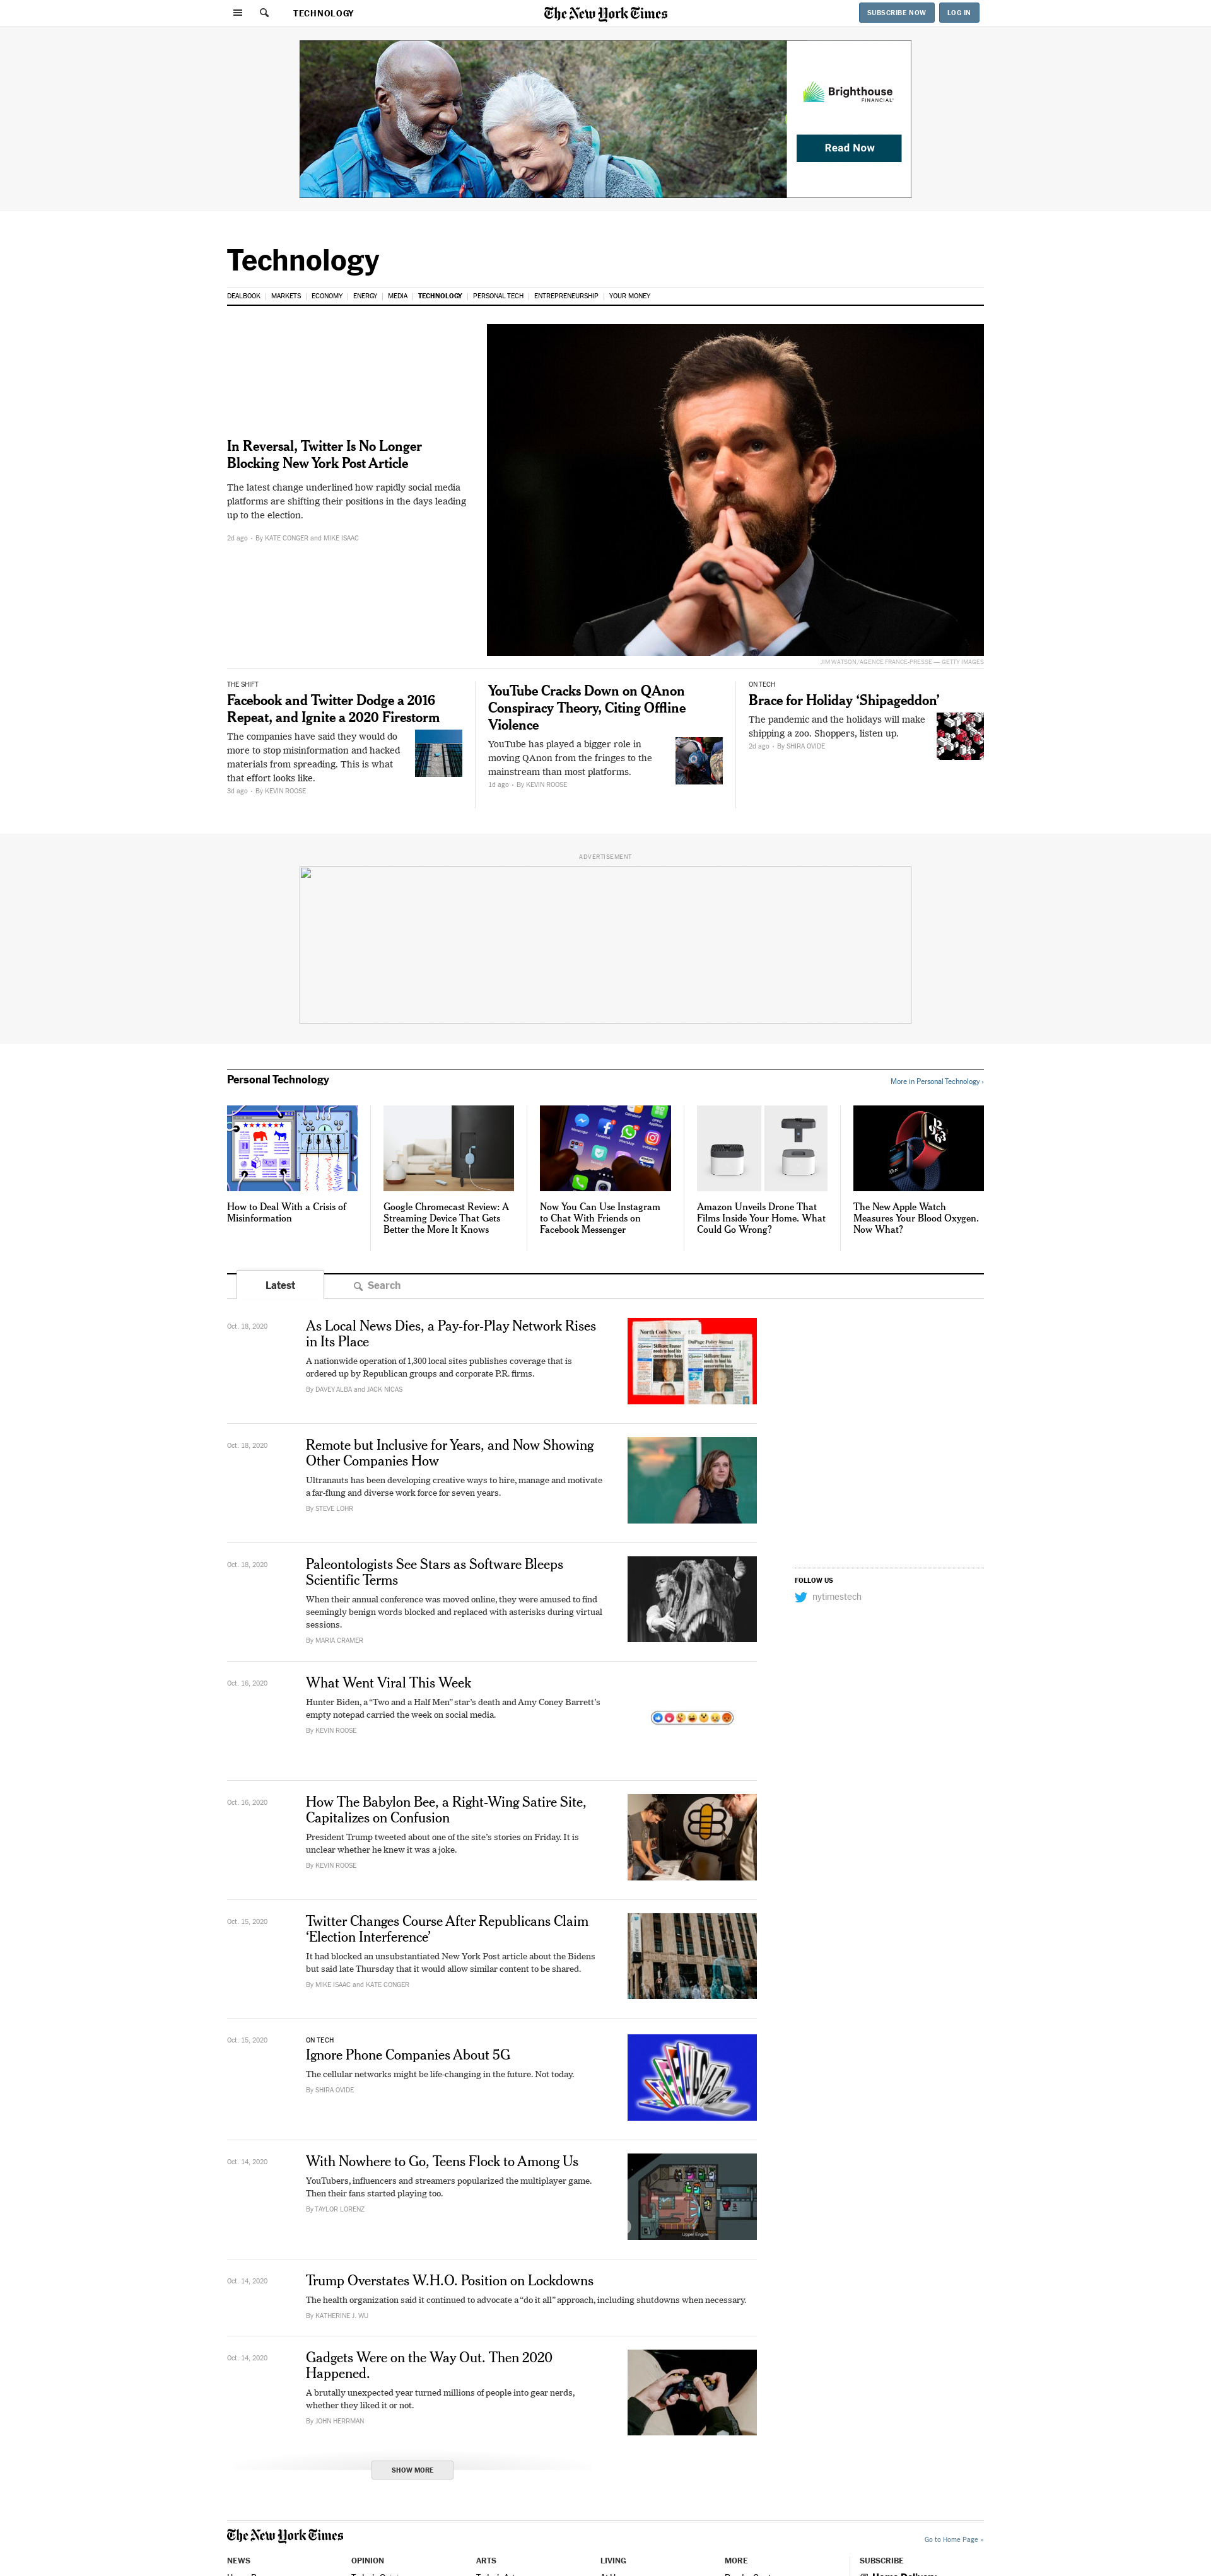 TECHNOLOGY
The New York Times
SUBSCRIBE NOW
LOG IN
Brighthouse
FINANCIAL
Read Now
Technology
DEALBOOK | MARKETS | ECONOMY | ENERGY | MEDIA | TECHNOLOGY | PERSONAL TECH | ENTREPRENEURSHIP | YOUR MONEY
In Reversal, Twitter Is No Longer
Blocking New York Post Article
The latest change underlined how rapidly social media
platforms are shifting their positions in the days leading
up to the election.
2d ago • By KATE CONGER and MIKE ISAAC
JIM WATSON/AGENCE FRANCE-PRESSE — GETTY IMAGES
THE SHIFT
Facebook and Twitter Dodge a 2016
Repeat, and Ignite a 2020 Firestorm
The companies have said they would do
more to stop misinformation and hacked
materials from spreading. This is what
that effort looks like.
3d ago • By KEVIN ROOSE
YouTube Cracks Down on QAnon
Conspiracy Theory, Citing Offline
Violence
YouTube has played a bigger role in
moving QAnon from the fringes to the
mainstream than most platforms.
1d ago • By KEVIN ROOSE
ON TECH
Brace for Holiday ‘Shipageddon’
The pandemic and the holidays will make
shipping a zoo. Shoppers, listen up.
2d ago • By SHIRA OVIDE
ADVERTISEMENT
Personal Technology
More in Personal Technology ›
How to Deal With a Crisis of
Misinformation
Google Chromecast Review: A
Streaming Device That Gets
Better the More It Knows
Now You Can Use Instagram
to Chat With Friends on
Facebook Messenger
Amazon Unveils Drone That
Films Inside Your Home. What
Could Go Wrong?
The New Apple Watch
Measures Your Blood Oxygen.
Now What?
Latest
Search
Oct. 18, 2020
As Local News Dies, a Pay-for-Play Network Rises
in Its Place
A nationwide operation of 1,300 local sites publishes coverage that is
ordered up by Republican groups and corporate P.R. firms.
By DAVEY ALBA and JACK NICAS
Oct. 18, 2020
Remote but Inclusive for Years, and Now Showing
Other Companies How
Ultranauts has been developing creative ways to hire, manage and motivate
a far-flung and diverse work force for seven years.
By STEVE LOHR
Oct. 18, 2020
Paleontologists See Stars as Software Bleeps
Scientific Terms
When their annual conference was moved online, they were amused to find
seemingly benign words blocked and replaced with asterisks during virtual
sessions.
By MARIA CRAMER
FOLLOW US
nytimestech
Oct. 16, 2020
What Went Viral This Week
Hunter Biden, a “Two and a Half Men” star’s death and Amy Coney Barrett’s
empty notepad carried the week on social media.
By KEVIN ROOSE
Oct. 16, 2020
How The Babylon Bee, a Right-Wing Satire Site,
Capitalizes on Confusion
President Trump tweeted about one of the site’s stories on Friday. It is
unclear whether he knew it was a joke.
By KEVIN ROOSE
Oct. 15, 2020
Twitter Changes Course After Republicans Claim
‘Election Interference’
It had blocked an unsubstantiated New York Post article about the Bidens
but said late Thursday that it would allow similar content to be shared.
By MIKE ISAAC and KATE CONGER
Oct. 15, 2020
ON TECH
Ignore Phone Companies About 5G
The cellular networks might be life-changing in the future. Not today.
By SHIRA OVIDE
Oct. 14, 2020
With Nowhere to Go, Teens Flock to Among Us
YouTubers, influencers and streamers popularized the multiplayer game.
Then their fans started playing too.
By TAYLOR LORENZ
Oct. 14, 2020
Trump Overstates W.H.O. Position on Lockdowns
The health organization said it continued to advocate a “do it all” approach, including shutdowns when necessary.
By KATHERINE J. WU
Oct. 14, 2020
Gadgets Were on the Way Out. Then 2020
Happened.
A brutally unexpected year turned millions of people into gear nerds,
whether they liked it or not.
By JOHN HERRMAN
SHOW MORE
The New York Times
Go to Home Page »
NEWS
OPINION
ARTS
LIVING
MORE
SUBSCRIBE